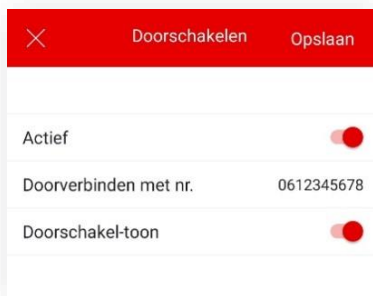 Doorschakelen Opslaan
Actief
Doorverbinden met nr. 0612345678
Doorschakel-toon